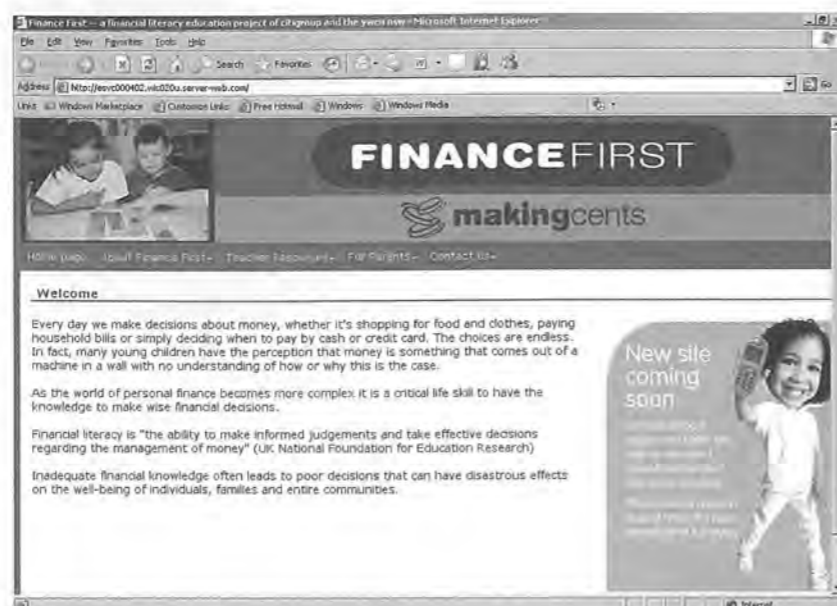 Finance First -- a financial literacy education project of citigroup and the ywca nsw - Microsoft Internet Explorer
File Edit View Favorites Tools Help
Search Favorites
Address http://esvc000402.wic020u.server-web.com/ Go
Links Windows Marketplace Customize Links Free Hotmail Windows Windows Media
FINANCEFIRST
makingcents
Home page About Finance First Teacher Resources For Parents Contact Us
Welcome
Every day we make decisions about money, whether it's shopping for food and clothes, paying
household bills or simply deciding when to pay by cash or credit card. The choices are endless.
In fact, many young children have the perception that money is something that comes out of a
machine in a wall with no understanding of how or why this is the case.
As the world of personal finance becomes more complex it is a critical life skill to have the
knowledge to make wise financial decisions.
Financial literacy is "the ability to make informed judgements and take effective decisions
regarding the management of money" (UK National Foundation for Education Research)
Inadequate financial knowledge often leads to poor decisions that can have disastrous effects
on the well-being of individuals, families and entire communities.
New site
coming
soon
Internet